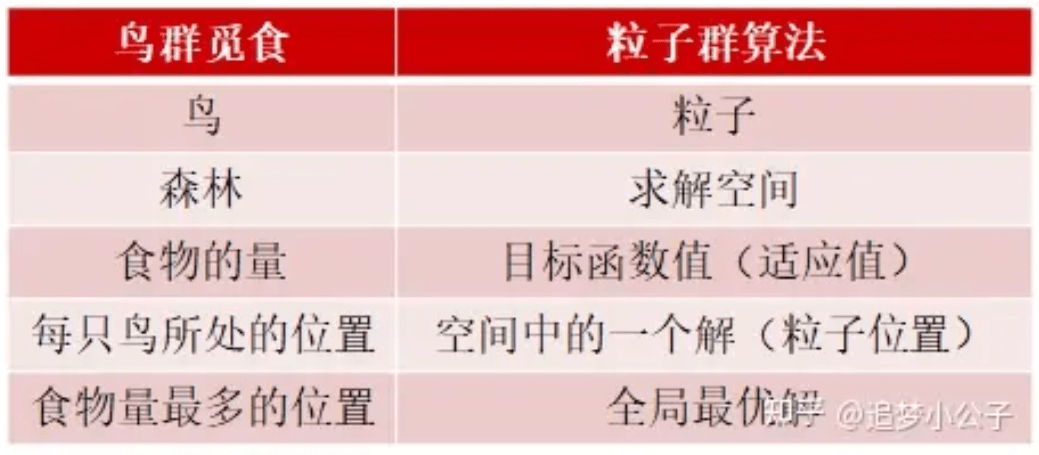 鸟群觅食 粒子群算法
鸟 粒子
森林 求解空间
食物的量 目标函数值（适应值）
每只鸟所处的位置 空间中的一个解（粒子位置）
食物量最多的位置 全局最优解
知乎 @追梦小公子